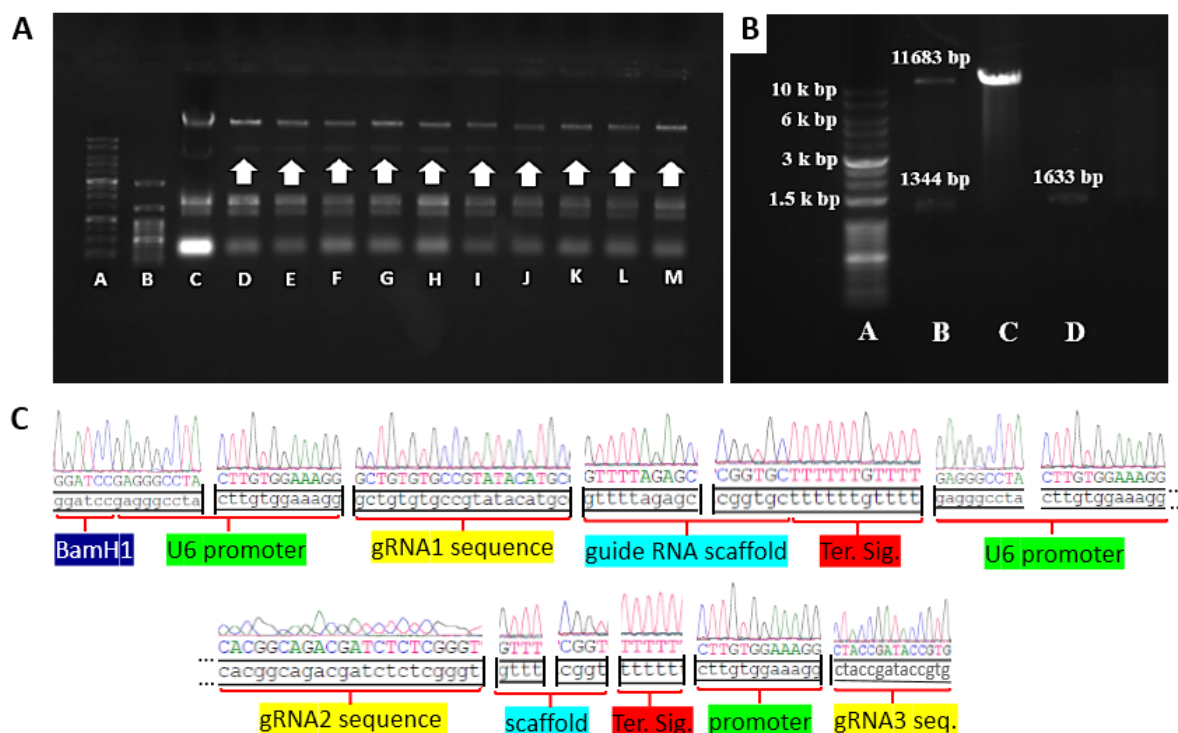 A
A B C D E F G H I J K L M
B
11683 bp
10 k bp
6 k bp
3 k bp
1344 bp
1633 bp
1.5 k bp
A B C D
C
GGATCCGAGGGCCTA CTTGTGGAAAGG GCTGTGTGCCGTATACATGC GTTTTAGAGC CGGTGCTTTTTTGTTTT GAGGGCCTA CTTGTGGAAAGG
ggatccgagggccta cttgtggaaagg gctgtgtgccgtatacatgc gttttagagc cggtgcttttttgtttt gagggccta cttgtggaaagg ...
BamH1 U6 promoter gRNA1 sequence guide RNA scaffold Ter. Sig. U6 promoter
CACGGCAGACGATCTCTCGGGT GTTT CGGT TTTTTT CTTGTGGAAAGG CTACCGATACCGTG
... cacggcagacgatctctcgggt gttt cggt tttttt cttgtggaaagg ctaccgataccgtg
...
gRNA2 sequence scaffold Ter. Sig. promoter gRNA3 seq.